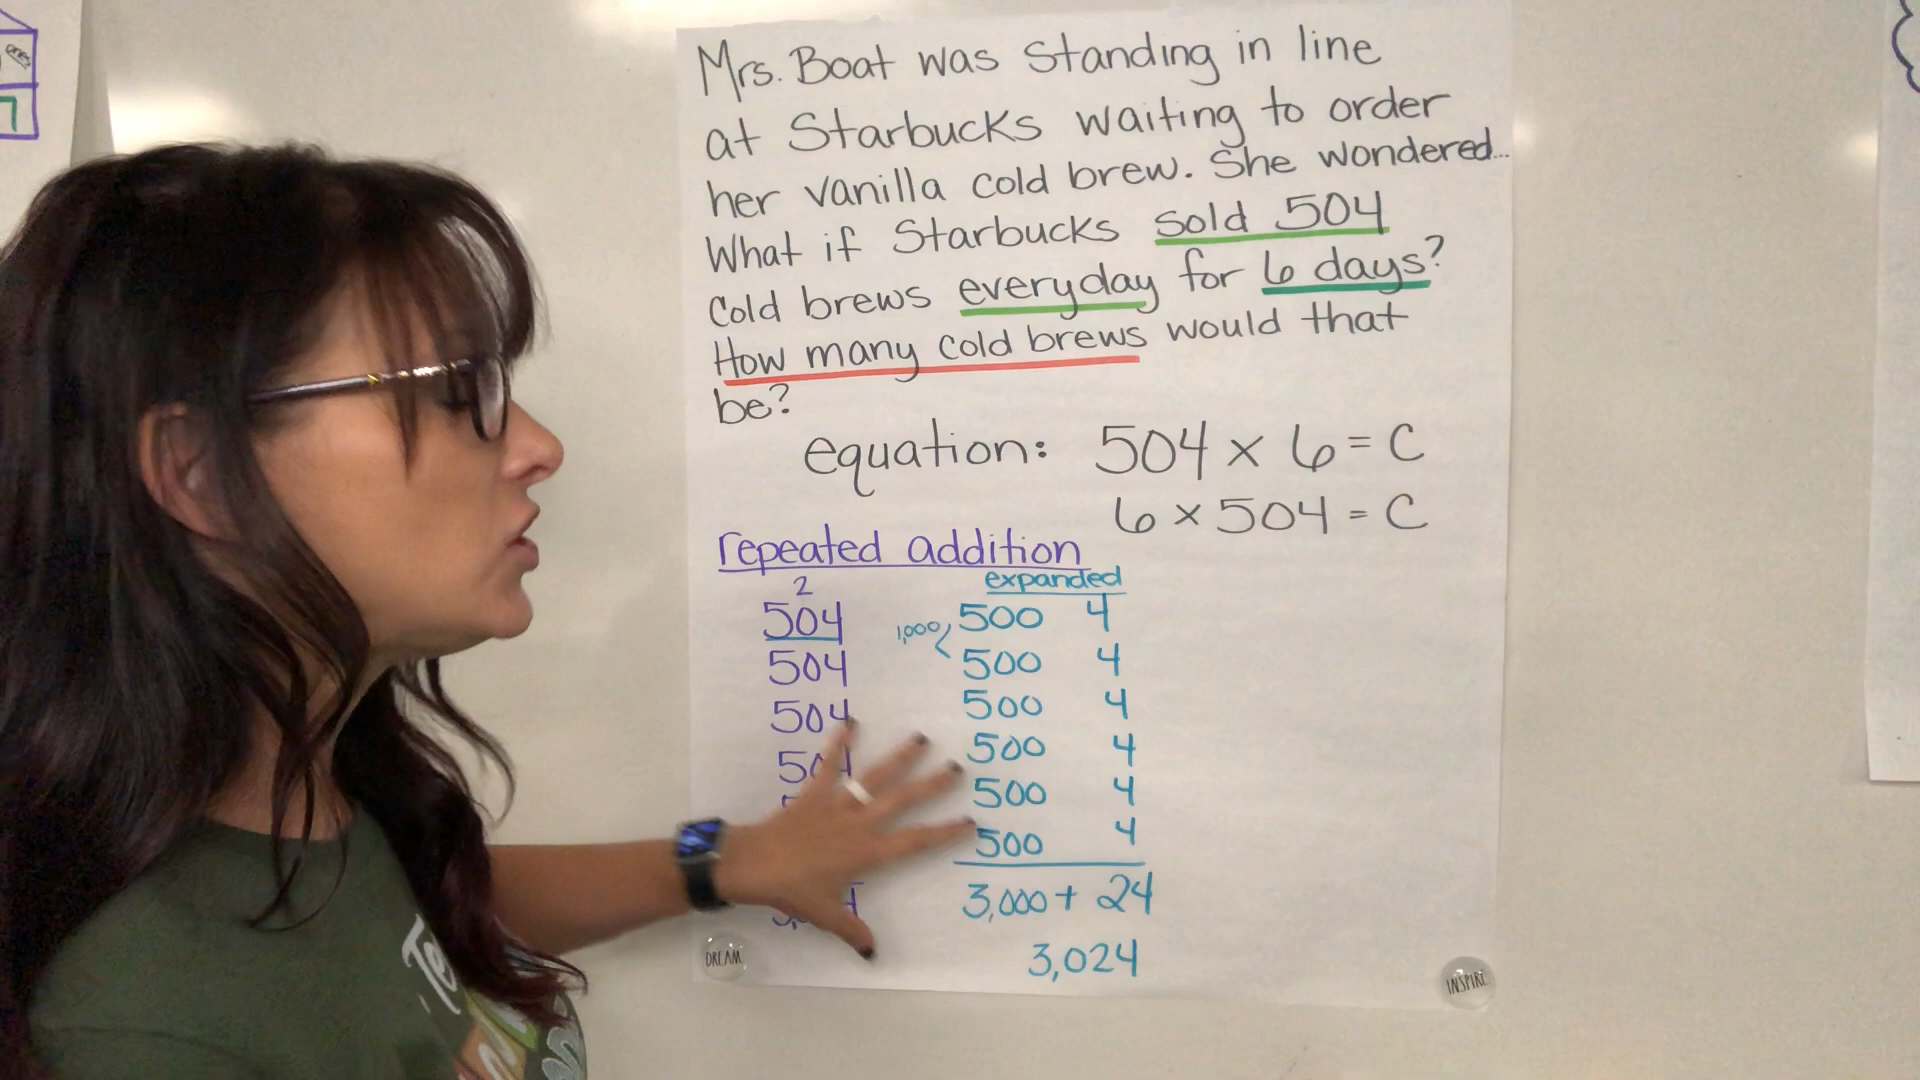 Mrs. Boat was standing in line
at Starbucks waiting to order
her vanilla cold brew. She wondered...
What if Starbucks sold 504
Cold brews everyday for 6 days?
How many cold brews would that
be?
equation: 504 x 6 = C
6 x 504 = C
repeated addition
expanded
2
504
504
504
1,000
500 4
500 4
500 4
500 4
500 4
500 4
3,000 + 24
3,024
DREAM
INSPIRE